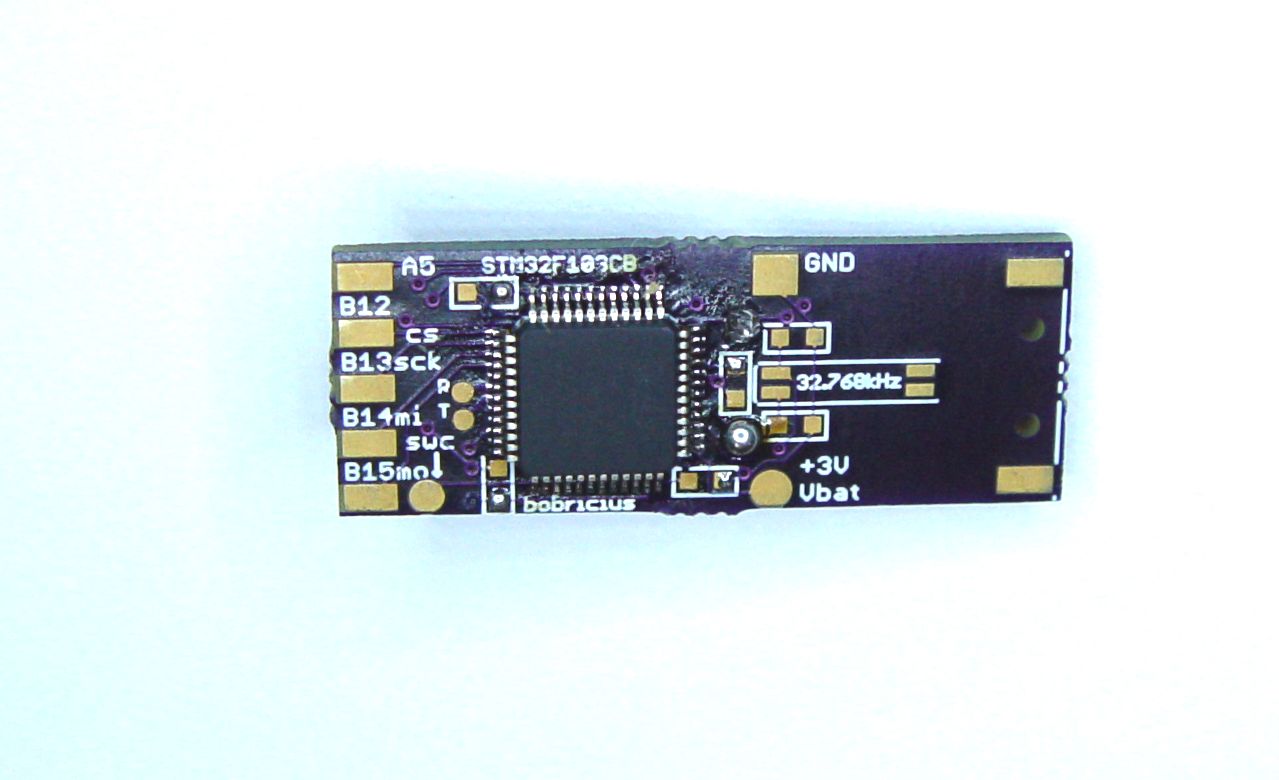 A5
STM32F103CB
GND
B12
cs
B13sck
32.768kHz
R
T
B14mi
swc
B15mo
+3V
Vbat
bobricius